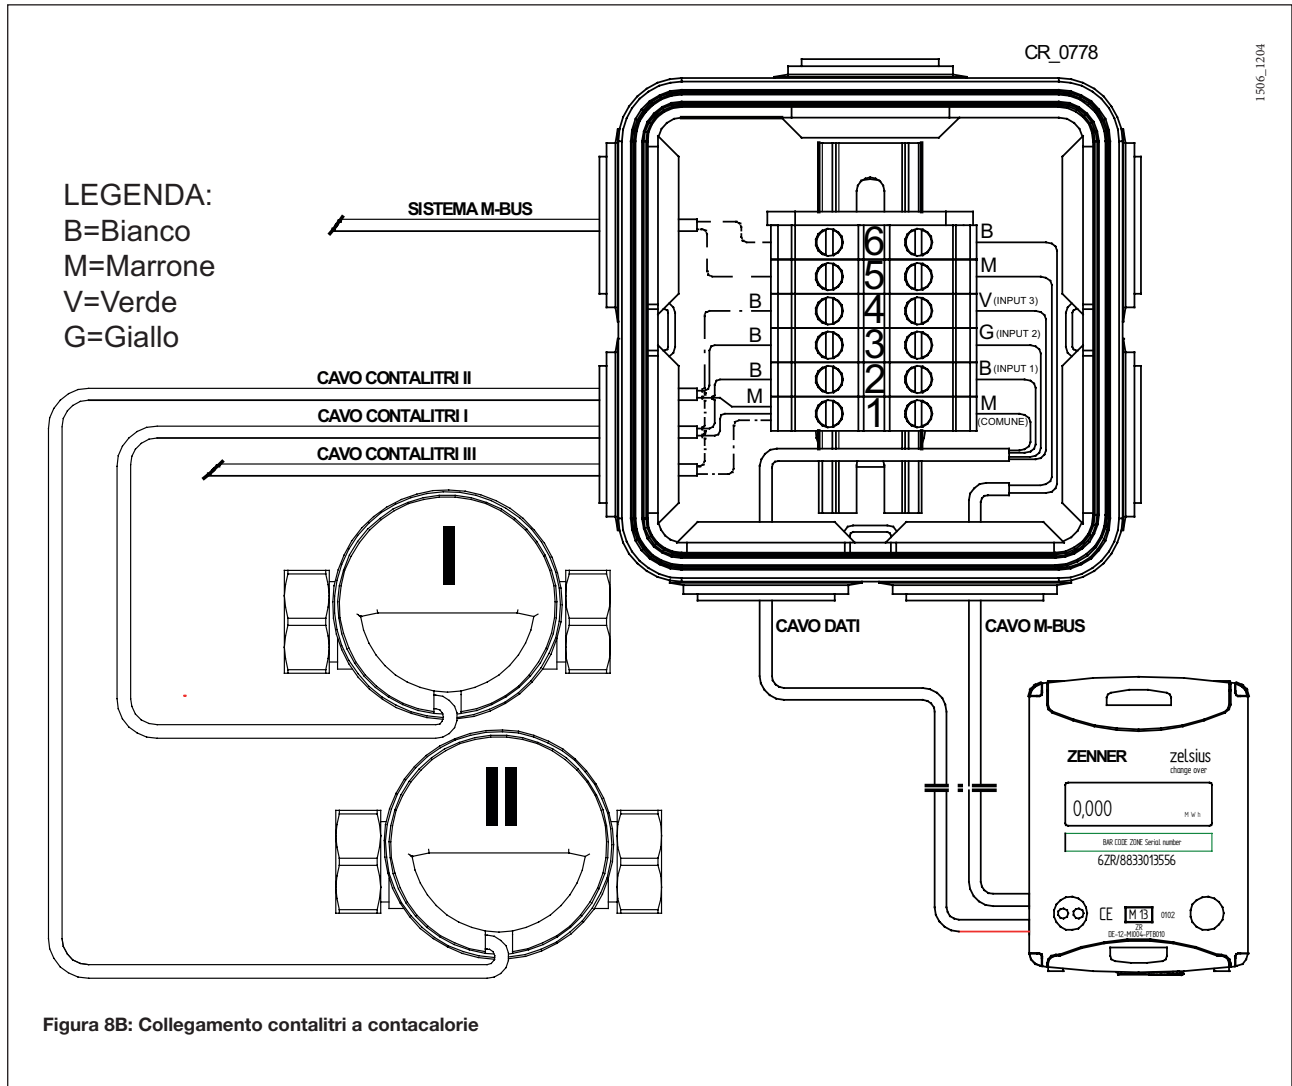 CR_0778
1506_1204
LEGENDA:
B=Bianco
M=Marrone
V=Verde
G=Giallo
SISTEMA M-BUS
CAVO CONTALITRI II
CAVO CONTALITRI I
CAVO CONTALITRI III
6 B
5 M
B 4 V (INPUT 3)
B 3 G (INPUT 2)
B 2 B (INPUT 1)
M 1 M
(COMUNE)
I
II
CAVO DATI
CAVO M-BUS
ZENNER
zelsius
change over
0,000 M W h
BAR CODE ZONE Serial number
6ZR/8833013556
CE M 13 0102
ZR
DE-12-MI004-PTB010
Figura 8B: Collegamento contalitri a contacalorie